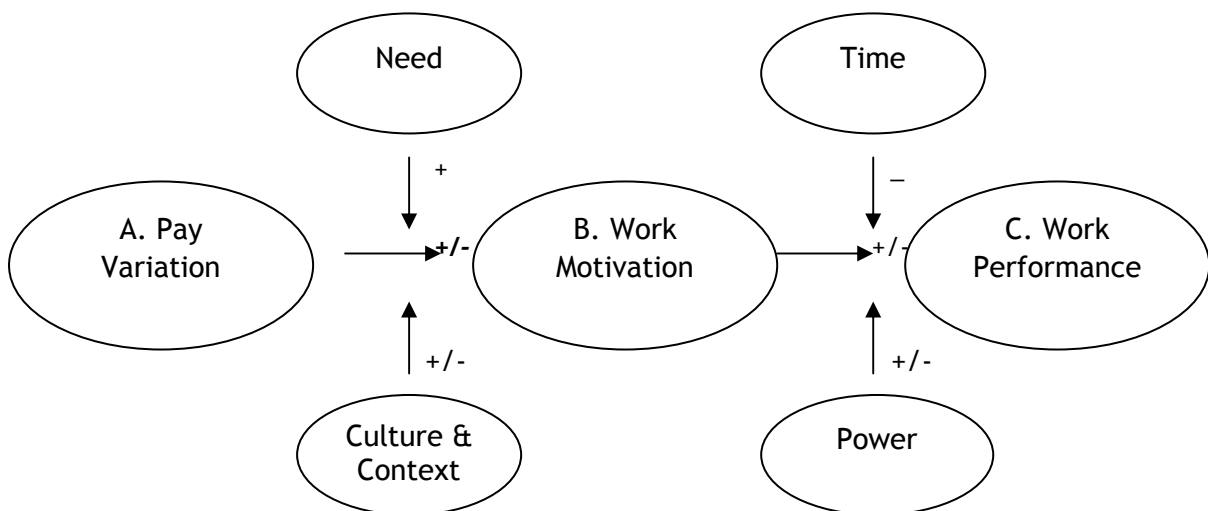 Need
Time
+
–
A. Pay
Variation
+/-
B. Work
Motivation
+/-
C. Work
Performance
+/-
+/-
Culture &
Context
Power